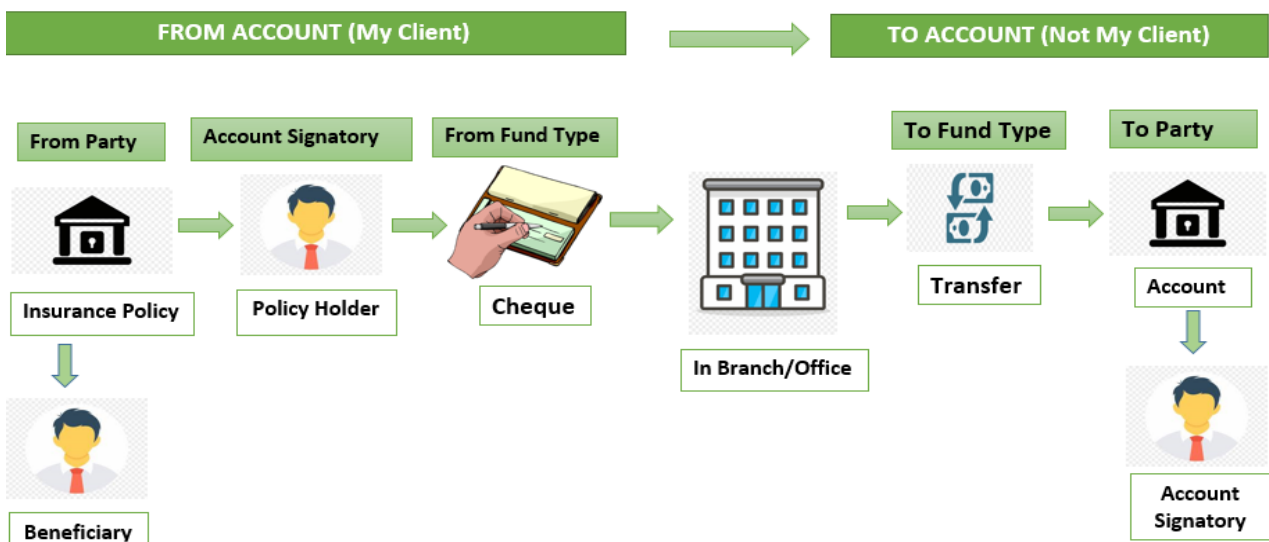 FROM ACCOUNT (My Client)
TO ACCOUNT (Not My Client)
From Party
Account Signatory
From Fund Type
To Fund Type
To Party
Insurance Policy
Policy Holder
Cheque
In Branch/Office
Transfer
Account
Beneficiary
Account
Signatory